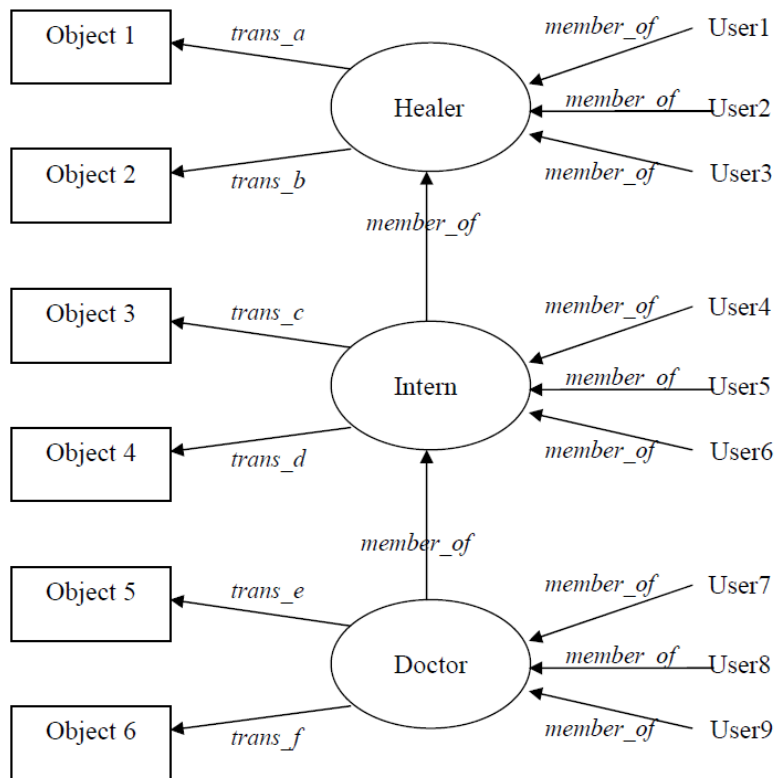 Object 1
trans_a
member_of
User1
Healer
member_of
User2
Object 2
trans_b
member_of
User3
member_of
Object 3
trans_c
member_of
User4
Intern
member_of
User5
Object 4
trans_d
member_of
User6
member_of
Object 5
trans_e
member_of
User7
Doctor
member_of
User8
Object 6
trans_f
member_of
User9